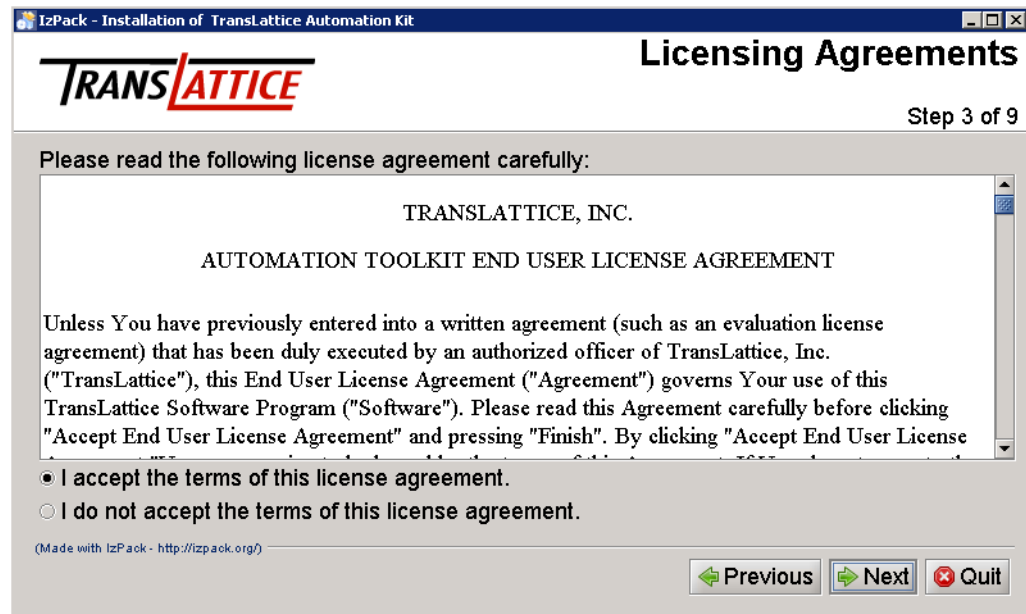 IzPack - Installation of TransLattice Automation Kit
TRANSLATTICE
Licensing Agreements
Step 3 of 9
Please read the following license agreement carefully:
TRANSLATTICE, INC.
AUTOMATION TOOLKIT END USER LICENSE AGREEMENT
Unless You have previously entered into a written agreement (such as an evaluation license
agreement) that has been duly executed by an authorized officer of TransLattice, Inc.
("TransLattice"), this End User License Agreement ("Agreement") governs Your use of this
TransLattice Software Program ("Software"). Please read this Agreement carefully before clicking
"Accept End User License Agreement" and pressing "Finish". By clicking "Accept End User License
I accept the terms of this license agreement.
I do not accept the terms of this license agreement.
(Made with IzPack - http://izpack.org/)
Previous
Next
Quit